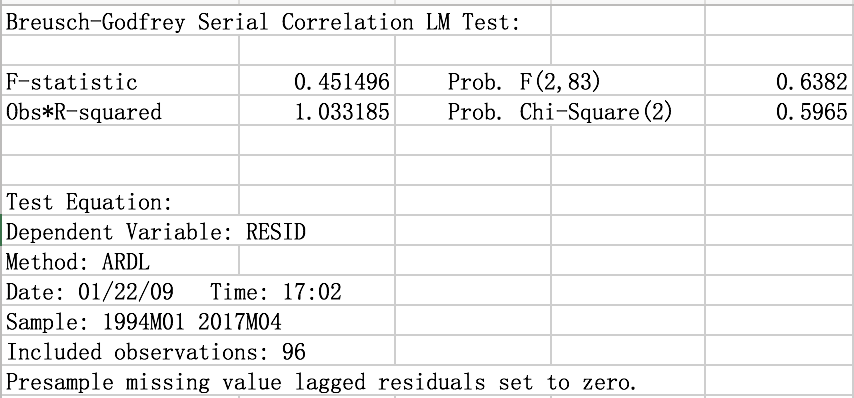 Breusch-Godfrey Serial Correlation LM Test:
F-statistic 0.451496 Prob. F(2,83) 0.6382
Obs*R-squared 1.033185 Prob. Chi-Square(2) 0.5965
Test Equation:
Dependent Variable: RESID
Method: ARDL
Date: 01/22/09 Time: 17:02
Sample: 1994M01 2017M04
Included observations: 96
Presample missing value lagged residuals set to zero.